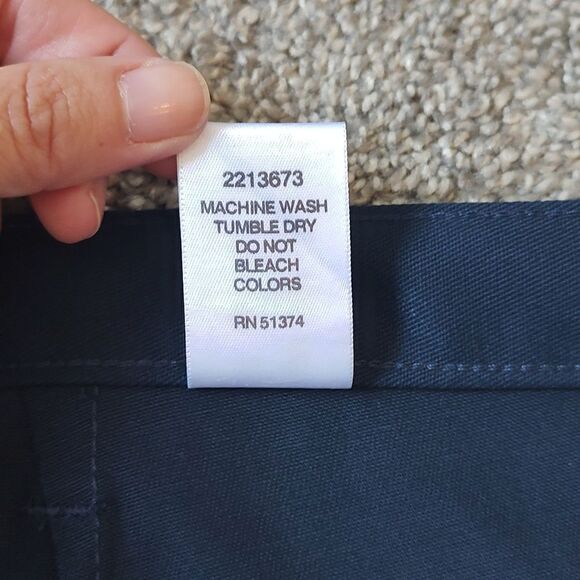 2213673
MACHINE WASH
TUMBLE DRY
DO NOT
BLEACH
COLORS
RN 51374